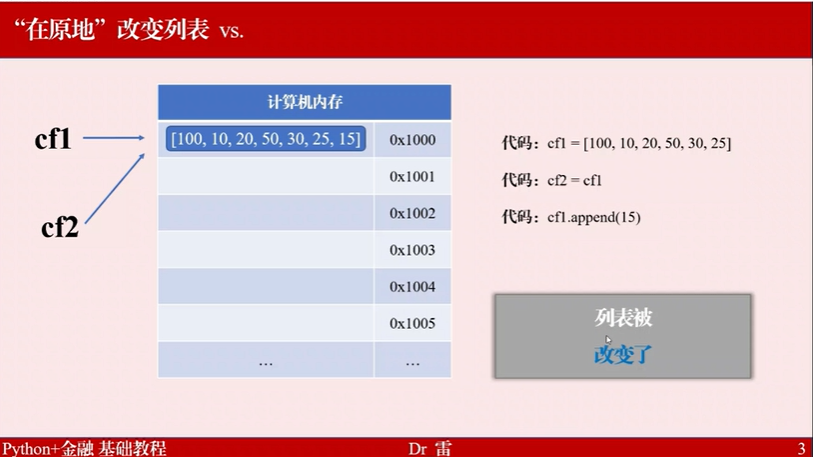 “在原地”改变列表 vs.
计算机内存
cf1
[100, 10, 20, 50, 30, 25, 15] 0x1000
0x1001
cf2
0x1002
0x1003
0x1004
0x1005
... ...
代码：cf1 = [100, 10, 20, 50, 30, 25]
代码：cf2 = cf1
代码：cf1.append(15)
列表被
改变了
Python+金融 基础教程 Dr 雷 3